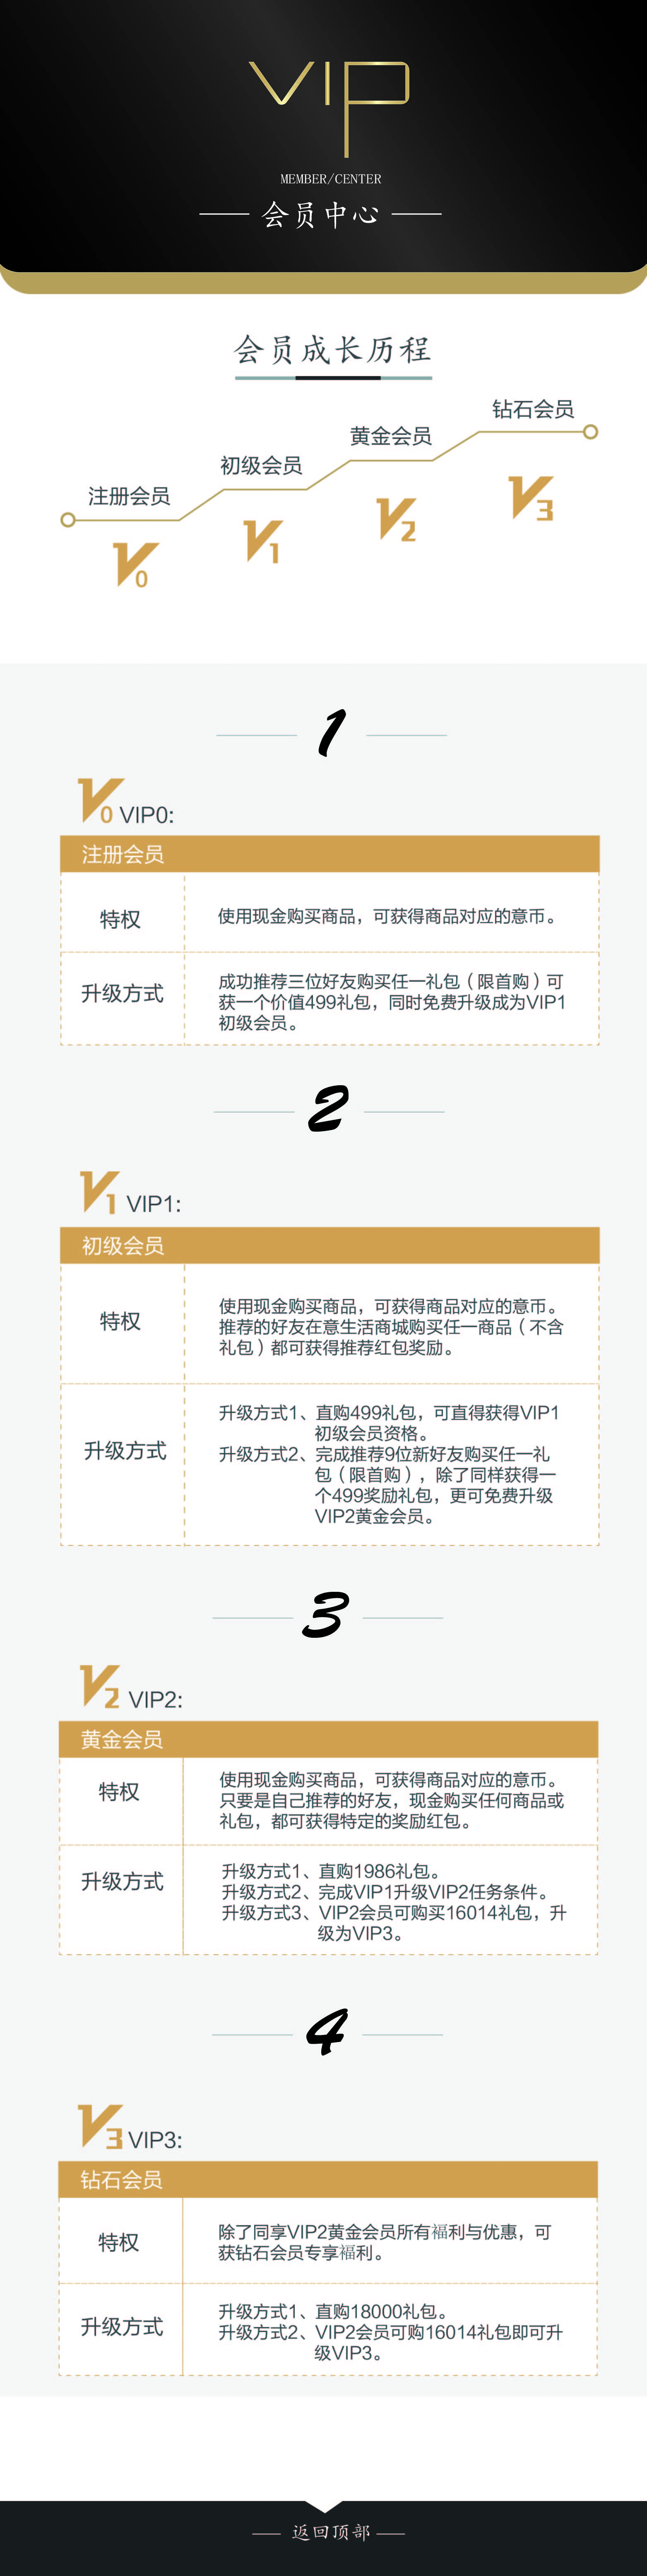 VIP
MEMBER/CENTER
会员中心
会员成长历程
钻石会员
黄金会员
初级会员
注册会员
V3
V2
V1
V0
1
V0 VIP0:
注册会员
特权
使用现金购买商品，可获得商品对应的意币。
升级方式
成功推荐三位好友购买任一礼包（限首购）可
获一个价值499礼包，同时免费升级成为VIP1
初级会员。
2
V1 VIP1:
初级会员
特权
使用现金购买商品，可获得商品对应的意币。
推荐的好友在意生活商城购买任一商品（不含
礼包）都可获得推荐红包奖励。
升级方式
升级方式1、直购499礼包，可直得获得VIP1
初级会员资格。
升级方式2、完成推荐9位新好友购买任一礼
包（限首购），除了同样获得一
个499奖励礼包，更可免费升级
VIP2黄金会员。
3
V2 VIP2:
黄金会员
特权
使用现金购买商品，可获得商品对应的意币。
只要是自己推荐的好友，现金购买任何商品或
礼包，都可获得特定的奖励红包。
升级方式
升级方式1、直购1986礼包。
升级方式2、完成VIP1升级VIP2任务条件。
升级方式3、VIP2会员可购买16014礼包，升
级为VIP3。
4
V3 VIP3:
钻石会员
特权
除了同享VIP2黄金会员所有福利与优惠，可
获钻石会员专享福利。
升级方式
升级方式1、直购18000礼包。
升级方式2、VIP2会员可购16014礼包即可升
级VIP3。
返回顶部